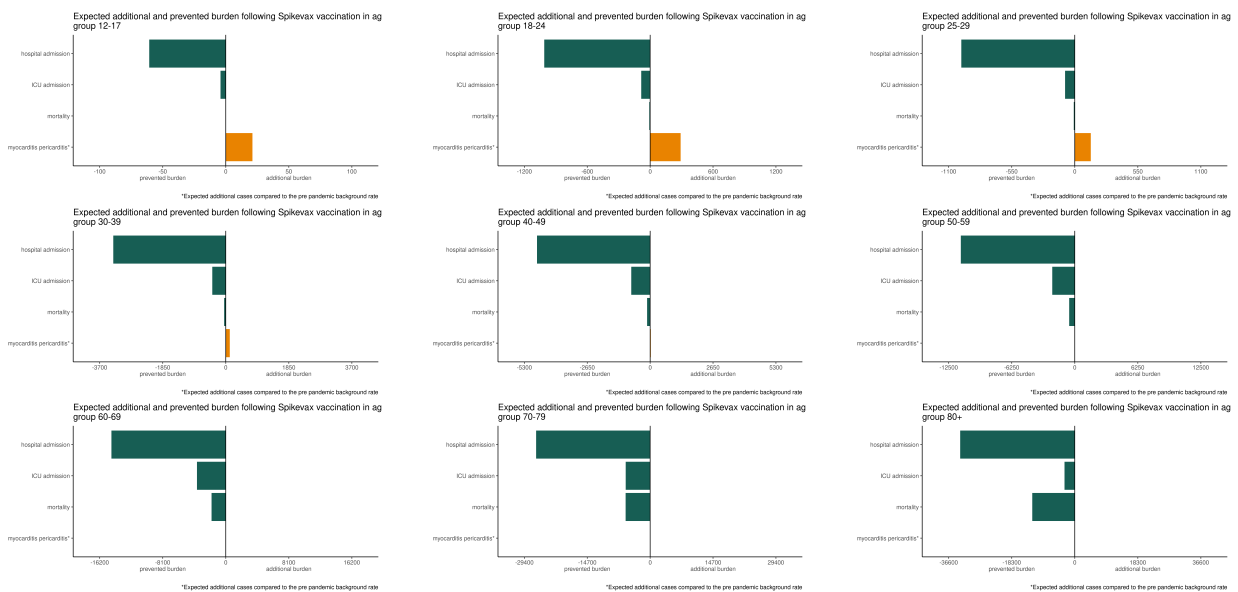 Expected additional and prevented burden following Spikevax vaccination in ag
group 12-17
hospital admission
ICU admission
mortality
myocarditis pericarditis*
-100 -50 0 50 100
prevented burden additional burden
*Expected additional cases compared to the pre pandemic background rate
Expected additional and prevented burden following Spikevax vaccination in ag
group 18-24
hospital admission
ICU admission
mortality
myocarditis pericarditis*
-1200 -600 0 600 1200
prevented burden additional burden
*Expected additional cases compared to the pre pandemic background rate
Expected additional and prevented burden following Spikevax vaccination in ag
group 25-29
hospital admission
ICU admission
mortality
myocarditis pericarditis*
-1100 -550 0 550 1100
prevented burden additional burden
*Expected additional cases compared to the pre pandemic background rate
Expected additional and prevented burden following Spikevax vaccination in ag
group 30-39
hospital admission
ICU admission
mortality
myocarditis pericarditis*
-3700 -1850 0 1850 3700
prevented burden additional burden
*Expected additional cases compared to the pre pandemic background rate
Expected additional and prevented burden following Spikevax vaccination in ag
group 40-49
hospital admission
ICU admission
mortality
myocarditis pericarditis*
-5300 -2650 0 2650 5300
prevented burden additional burden
*Expected additional cases compared to the pre pandemic background rate
Expected additional and prevented burden following Spikevax vaccination in ag
group 50-59
hospital admission
ICU admission
mortality
myocarditis pericarditis*
-12500 -6250 0 6250 12500
prevented burden additional burden
*Expected additional cases compared to the pre pandemic background rate
Expected additional and prevented burden following Spikevax vaccination in ag
group 60-69
hospital admission
ICU admission
mortality
myocarditis pericarditis*
-16200 -8100 0 8100 16200
prevented burden additional burden
*Expected additional cases compared to the pre pandemic background rate
Expected additional and prevented burden following Spikevax vaccination in ag
group 70-79
hospital admission
ICU admission
mortality
myocarditis pericarditis*
-29400 -14700 0 14700 29400
prevented burden additional burden
*Expected additional cases compared to the pre pandemic background rate
Expected additional and prevented burden following Spikevax vaccination in ag
group 80+
hospital admission
ICU admission
mortality
myocarditis pericarditis*
-36600 -18300 0 18300 36600
prevented burden additional burden
*Expected additional cases compared to the pre pandemic background rate